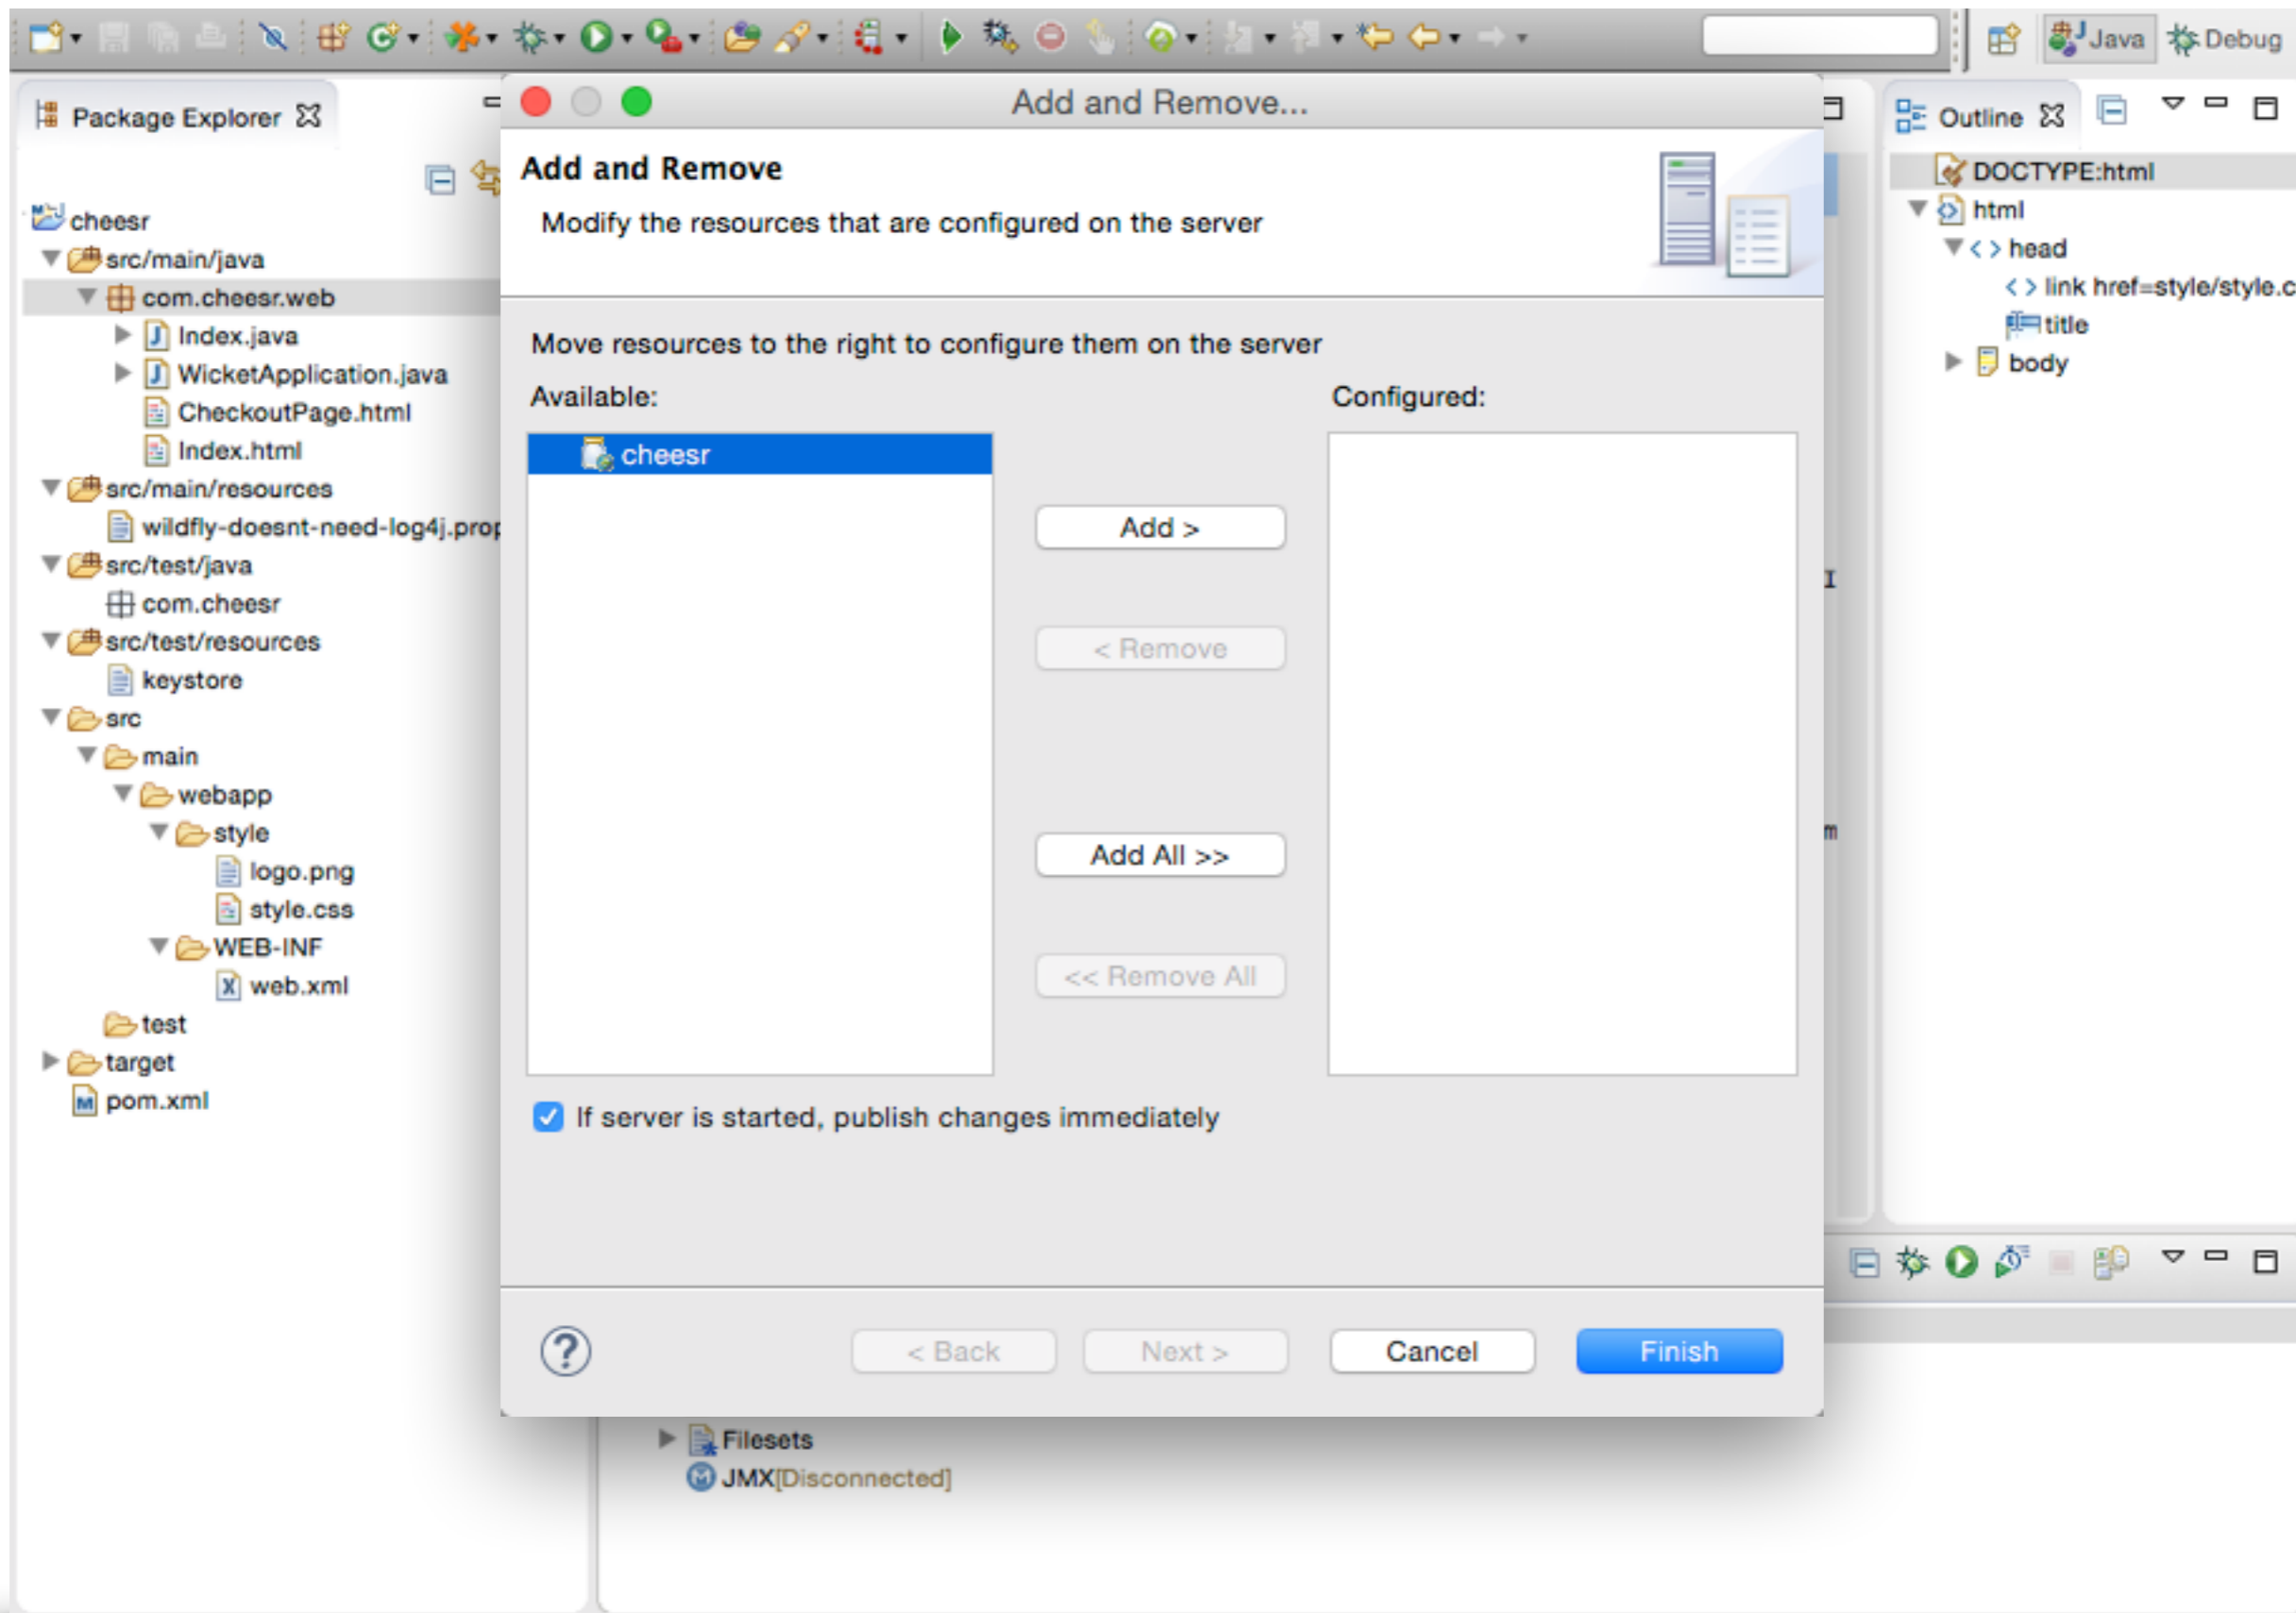 Java
Debug
Package Explorer
cheesr
src/main/java
com.cheesr.web
Index.java
WicketApplication.java
CheckoutPage.html
Index.html
src/main/resources
wildfly-doesnt-need-log4j.prop
src/test/java
com.cheesr
src/test/resources
keystore
src
main
webapp
style
logo.png
style.css
WEB-INF
web.xml
test
target
pom.xml
Add and Remove...
Add and Remove
Modify the resources that are configured on the server
Move resources to the right to configure them on the server
Available:
Configured:
cheesr
Add >
< Remove
Add All >>
<< Remove All
If server is started, publish changes immediately
?
< Back
Next >
Cancel
Finish
I
m
Outline
DOCTYPE:html
html
<> head
<> link href=style/style.c
title
body
Filesets
JMX[Disconnected]